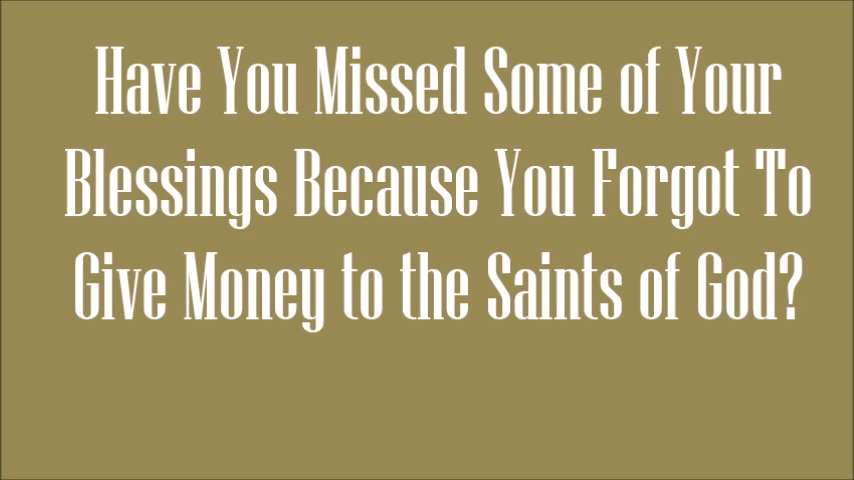 Have You Missed Some of Your
Blessings Because You Forgot To
Give Money to the Saints of God?